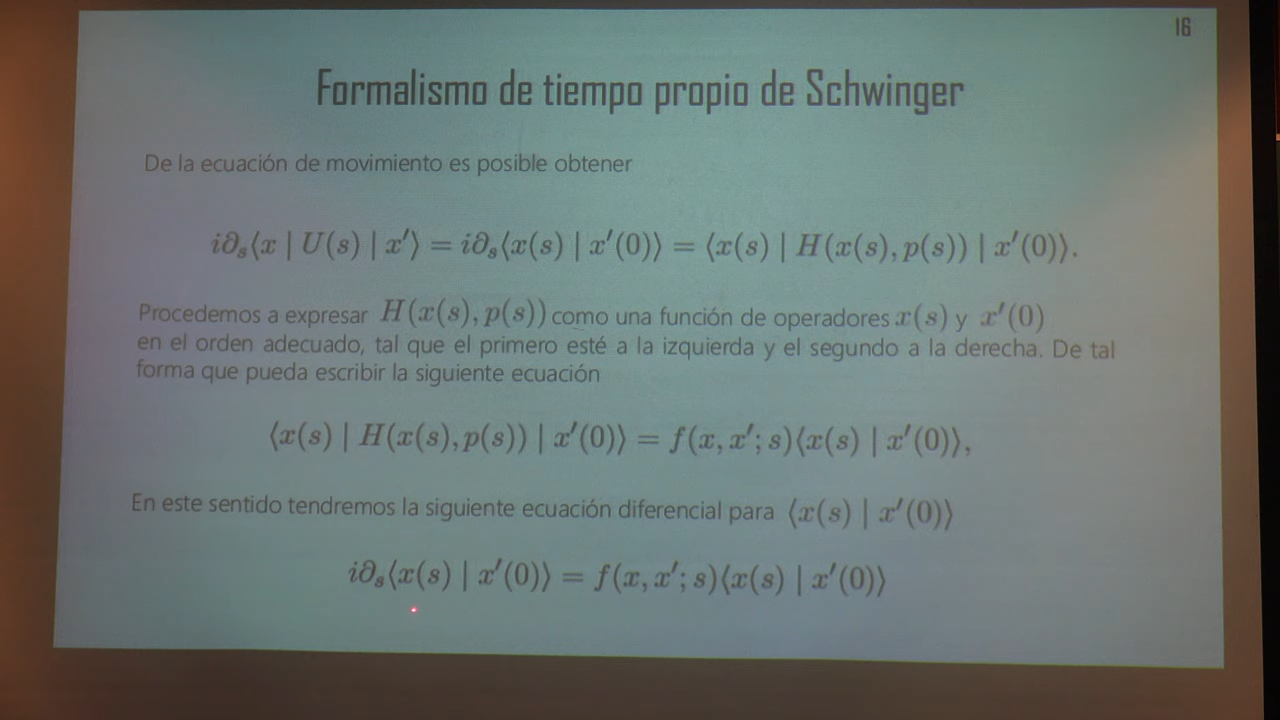 16
Formalismo de tiempo propio de Schwinger
De la ecuación de movimiento es posible obtener
i∂ₛ⟨x | U(s) | x′⟩ = i∂ₛ⟨x(s) | x′(0)⟩ = ⟨x(s) | H(x(s), p(s)) | x′(0)⟩.
Procedemos a expresar H(x(s), p(s)) como una función de operadores x(s) y x′(0)
en el orden adecuado, tal que el primero esté a la izquierda y el segundo a la derecha. De tal
forma que pueda escribir la siguiente ecuación
⟨x(s) | H(x(s), p(s)) | x′(0)⟩ = f(x, x′; s)⟨x(s) | x′(0)⟩,
En este sentido tendremos la siguiente ecuación diferencial para ⟨x(s) | x′(0)⟩
i∂ₛ⟨x(s) | x′(0)⟩ = f(x, x′; s)⟨x(s) | x′(0)⟩